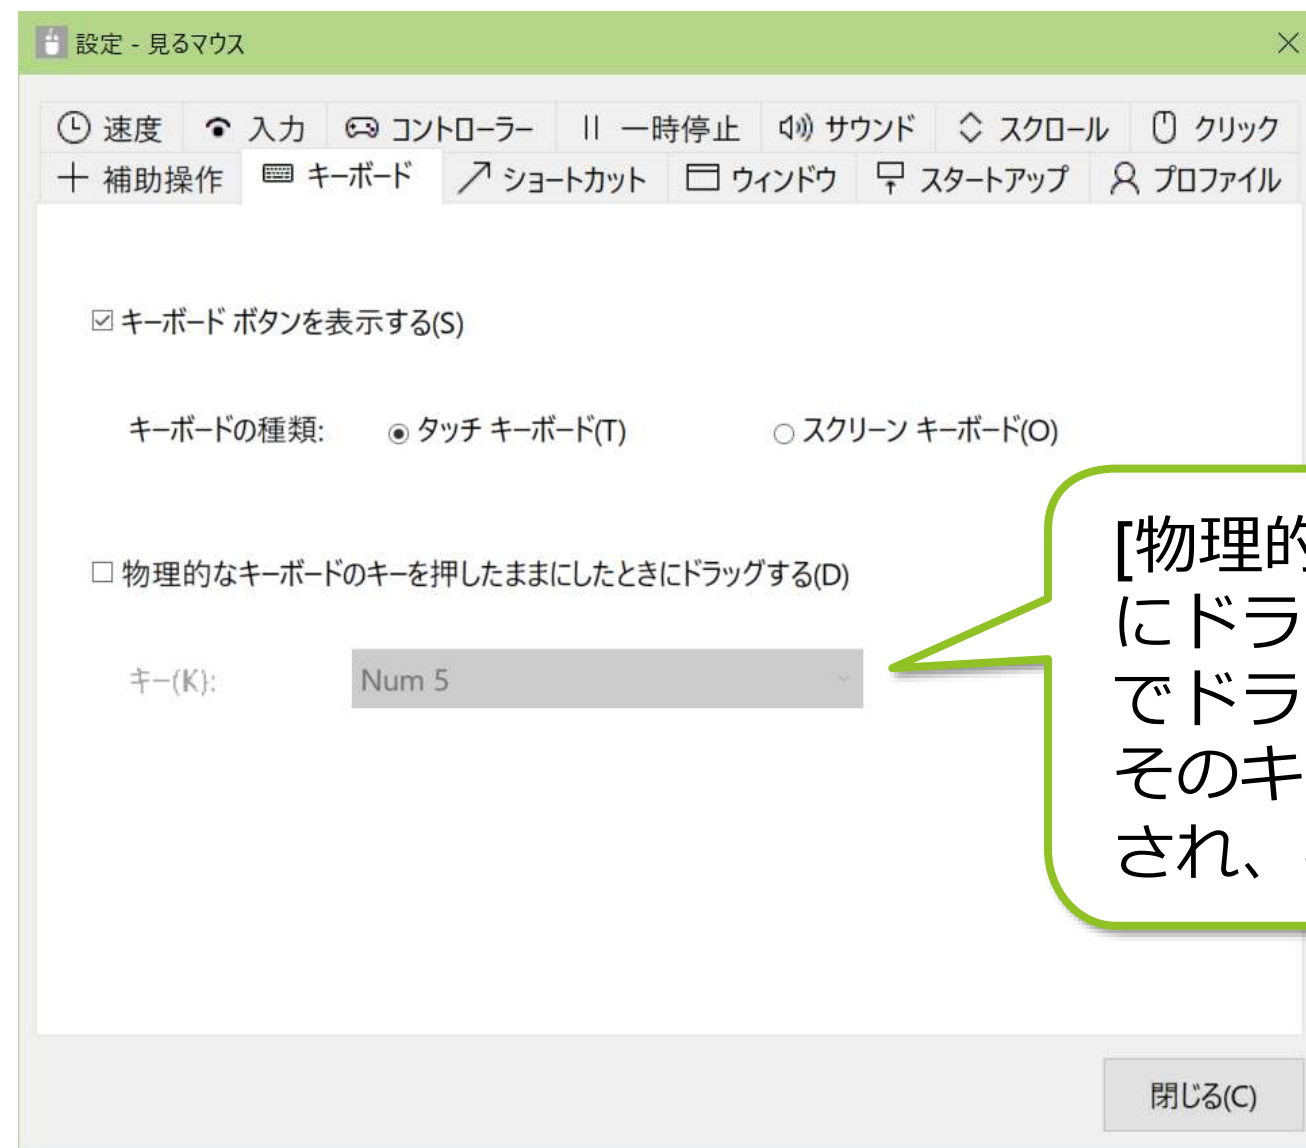 設定 - 見るマウス
速度 入力 コントローラー 一時停止 サウンド スクロール クリック
補助操作 キーボード ショートカット ウィンドウ スタートアップ プロファイル
キーボード ボタンを表示する(S)
キーボードの種類: タッチ キーボード(T) スクリーン キーボード(O)
物理的なキーボードのキーを押したままにしたときにドラッグする(D)
キー(K): Num 5
[物理的
にドラ
でドラ
そのキ
され、
閉じる(C)